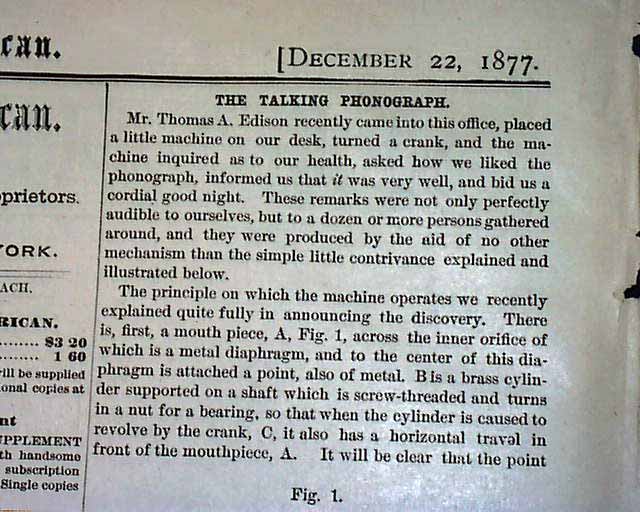 can.
[DECEMBER 22, 1877.
can.
oprietors.
YORK.
ACH.
RICAN.
$3 20
1 60
ill be supplied
ional copies at
nt
UPPLEMENT
th handsome
subscription
Single copies
THE TALKING PHONOGRAPH.
Mr. Thomas A. Edison recently came into this office, placed
a little machine on our desk, turned a crank, and the ma-
chine inquired as to our health, asked how we liked the
phonograph, informed us that it was very well, and bid us a
cordial good night. These remarks were not only perfectly
audible to ourselves, but to a dozen or more persons gathered
around, and they were produced by the aid of no other
mechanism than the simple little contrivance explained and
illustrated below.
The principle on which the machine operates we recently
explained quite fully in announcing the discovery. There
is, first, a mouth piece, A, Fig. 1, across the inner orifice of
which is a metal diaphragm, and to the center of this dia-
phragm is attached a point, also of metal. B is a brass cylin-
der supported on a shaft which is screw-threaded and turns
in a nut for a bearing, so that when the cylinder is caused to
revolve by the crank, C, it also has a horizontal travel in
front of the mouthpiece, A. It will be clear that the point
Fig. 1.